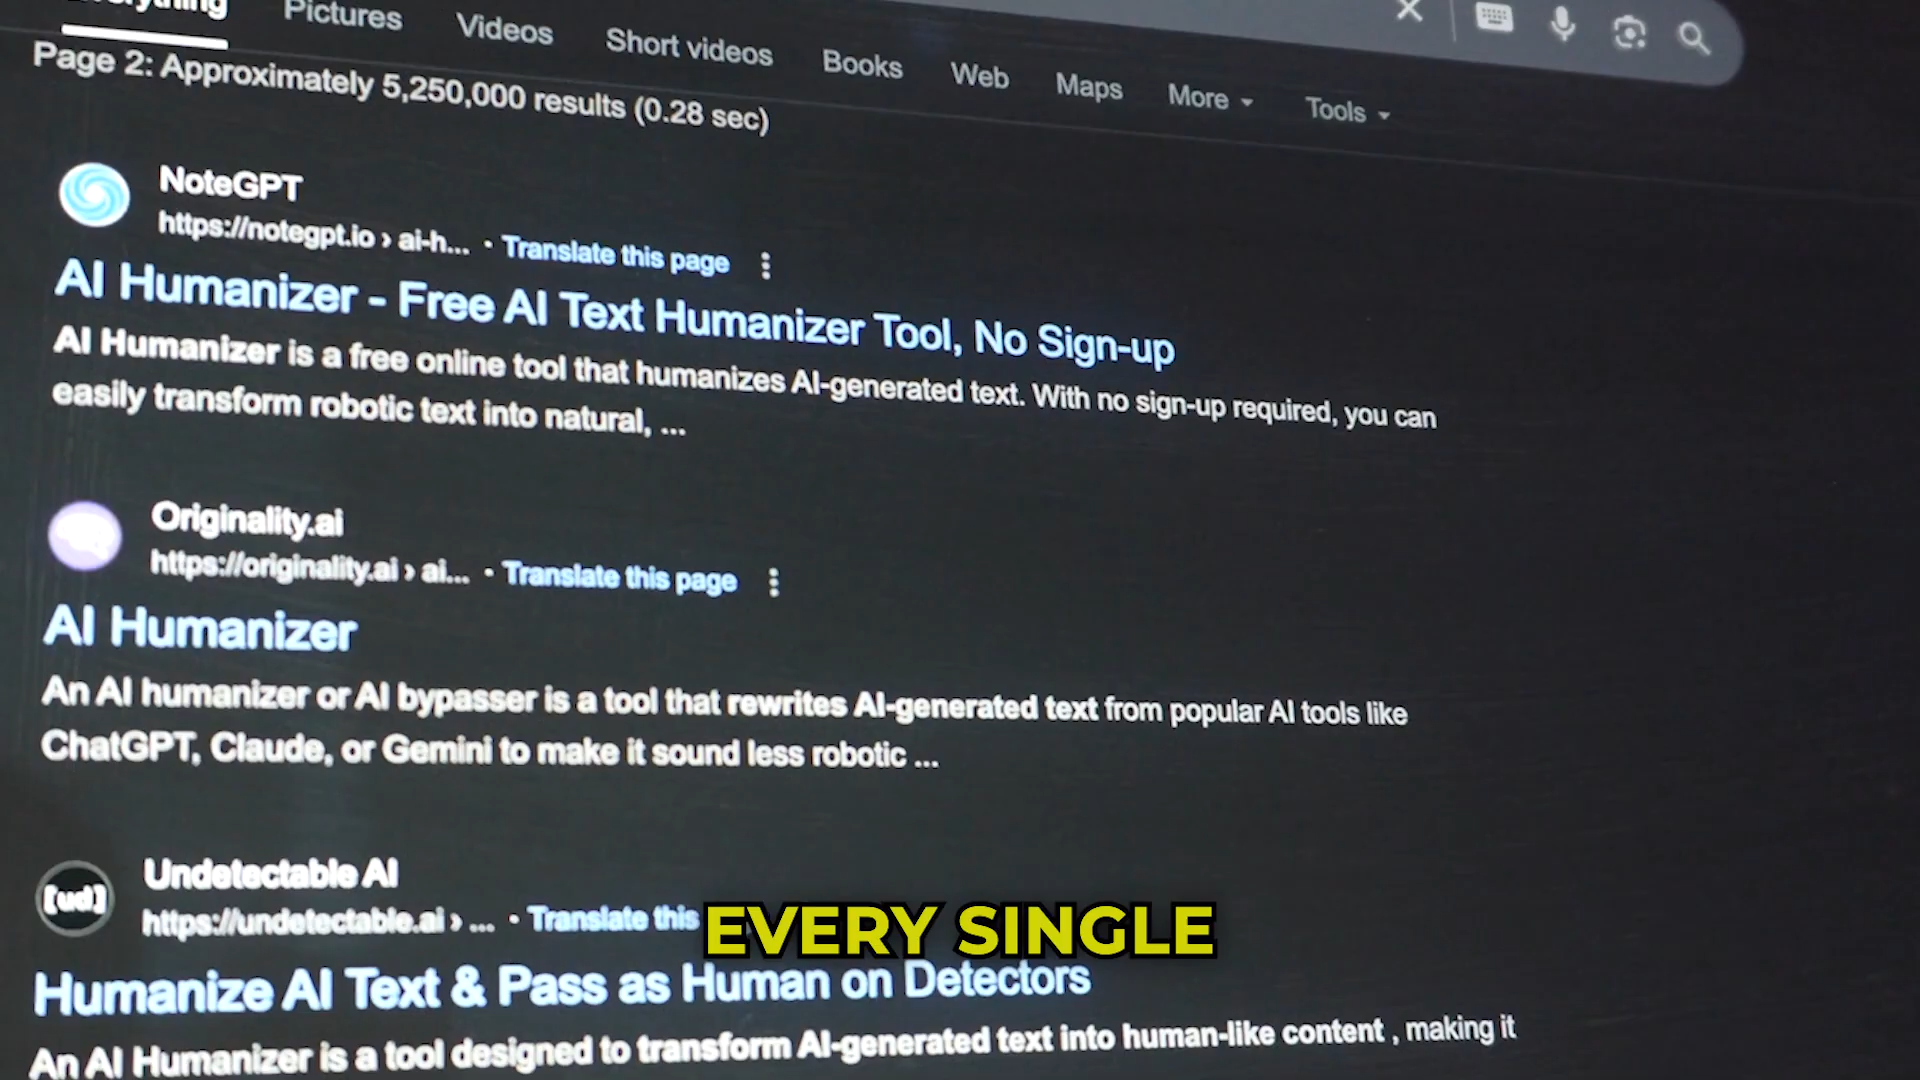 Everything
Pictures
Videos
Short videos
Books
Web
Maps
More
Tools
Page 2: Approximately 5,250,000 results (0.28 sec)
NoteGPT
https://notegpt.io › ai-h... · Translate this page
AI Humanizer - Free AI Text Humanizer Tool, No Sign-up
AI Humanizer is a free online tool that humanizes AI-generated text. With no sign-up required, you can
easily transform robotic text into natural, ...
Originality.ai
https://originality.ai › ai... · Translate this page
AI Humanizer
An AI humanizer or AI bypasser is a tool that rewrites AI-generated text from popular AI tools like
ChatGPT, Claude, or Gemini to make it sound less robotic ...
[ud]
Undetectable AI
https://undetectable.ai › ... · Translate this
EVERY SINGLE
Humanize AI Text & Pass as Human on Detectors
An AI Humanizer is a tool designed to transform AI-generated text into human-like content , making it